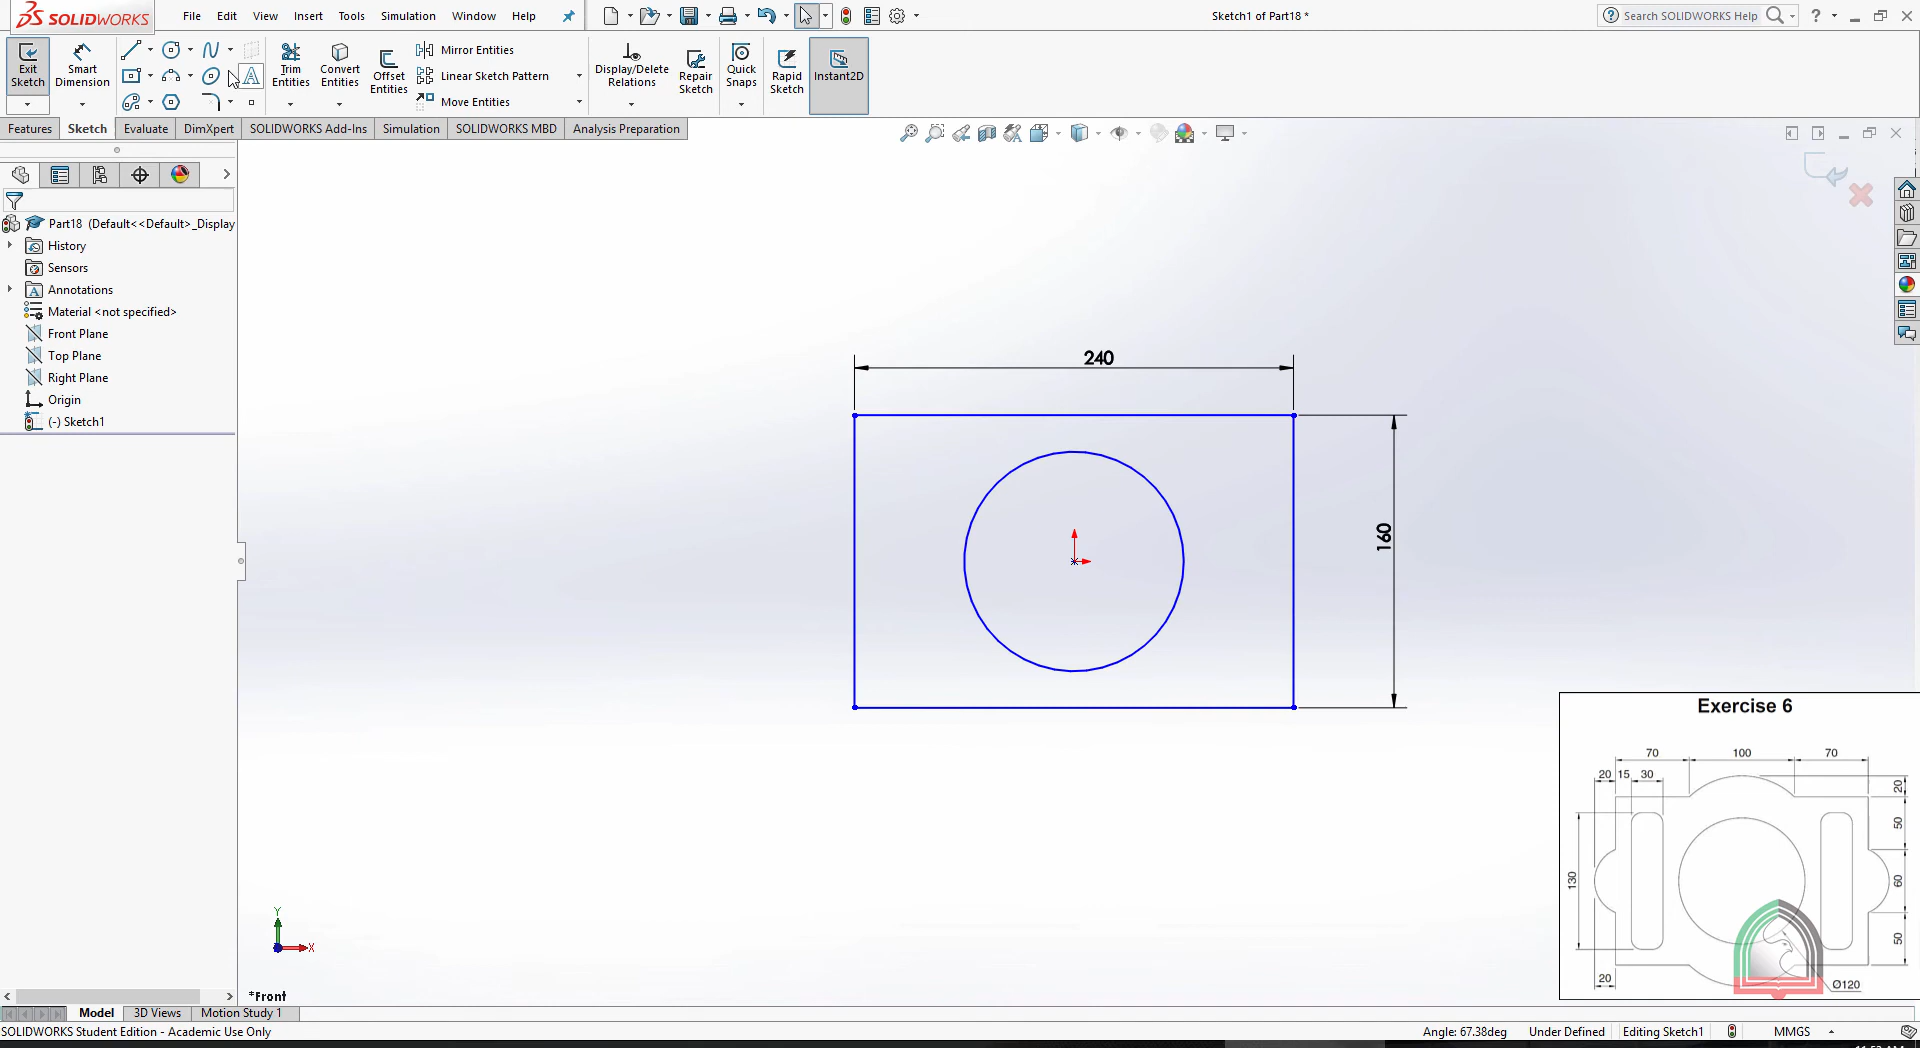 SOLIDWORKS File Edit View Insert Tools Simulation Window Help Sketch1 of Part18 * Search SOLIDWORKS Help ?
Exit Sketch
Smart Dimension
Trim Entities
Convert Entities
Offset Entities
Mirror Entities
Linear Sketch Pattern
Move Entities
Display/Delete Relations
Repair Sketch
Quick Snaps
Rapid Sketch
Instant2D
Features Sketch Evaluate DimXpert SOLIDWORKS Add-Ins Simulation SOLIDWORKS MBD Analysis Preparation
Part18 (Default<<Default>_Display
History
Sensors
Annotations
Material <not specified>
Front Plane
Top Plane
Right Plane
Origin
(-) Sketch1
240
160
Y
X
*Front
Exercise 6
70 100 70
20 15 30
20
50
130
60
50
20
Ø120
Model 3D Views Motion Study 1
SOLIDWORKS Student Edition - Academic Use Only Angle: 67.38deg Under Defined Editing Sketch1 MMGS